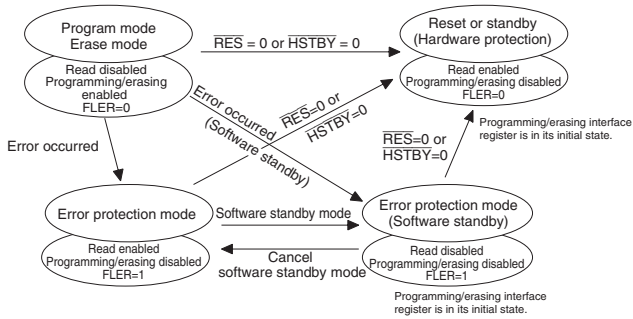 Program mode
Erase mode
RES = 0 or HSTBY = 0
Reset or standby
(Hardware protection)
Read disabled
Programming/erasing
enabled
FLER=0
Read enabled
Programming/erasing disabled
FLER=0
Error occurred
(Software standby)
RES=0 or
HSTBY=0
Programming/erasing interface
register is in its initial state.
RES=0 or
HSTBY=0
Error occurred
Error protection mode
Software standby mode
Error protection mode
(Software standby)
Read enabled
Programming/erasing disabled
FLER=1
Cancel
software standby mode
Read disabled
Programming/erasing disabled
FLER=1
Programming/erasing interface
register is in its initial state.